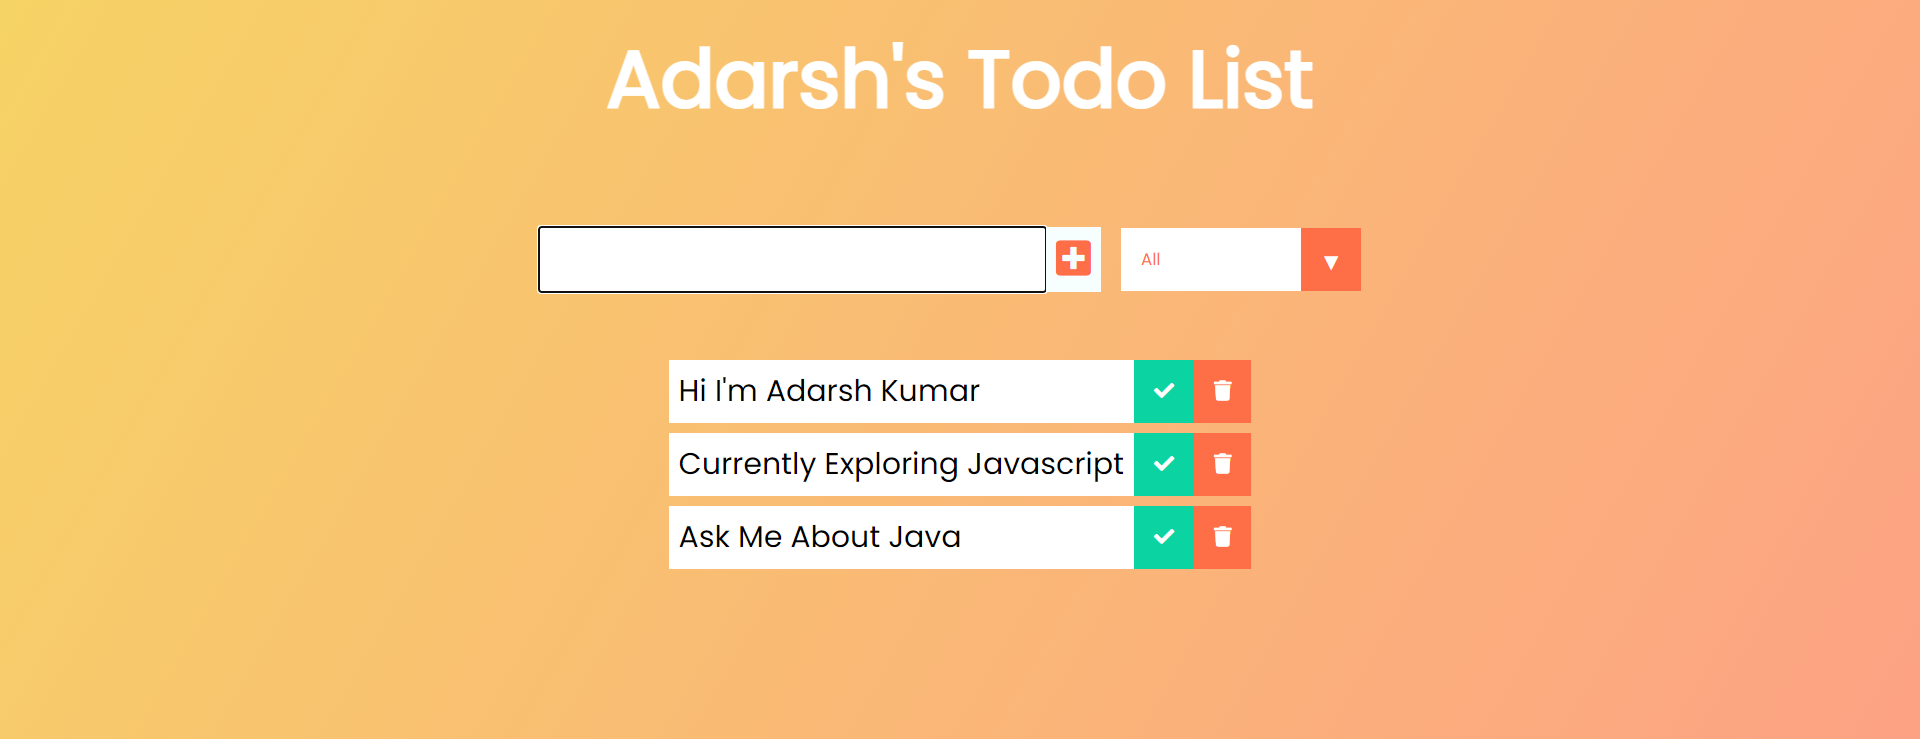 Adarsh's Todo List
All
Hi I'm Adarsh Kumar
Currently Exploring Javascript
Ask Me About Java